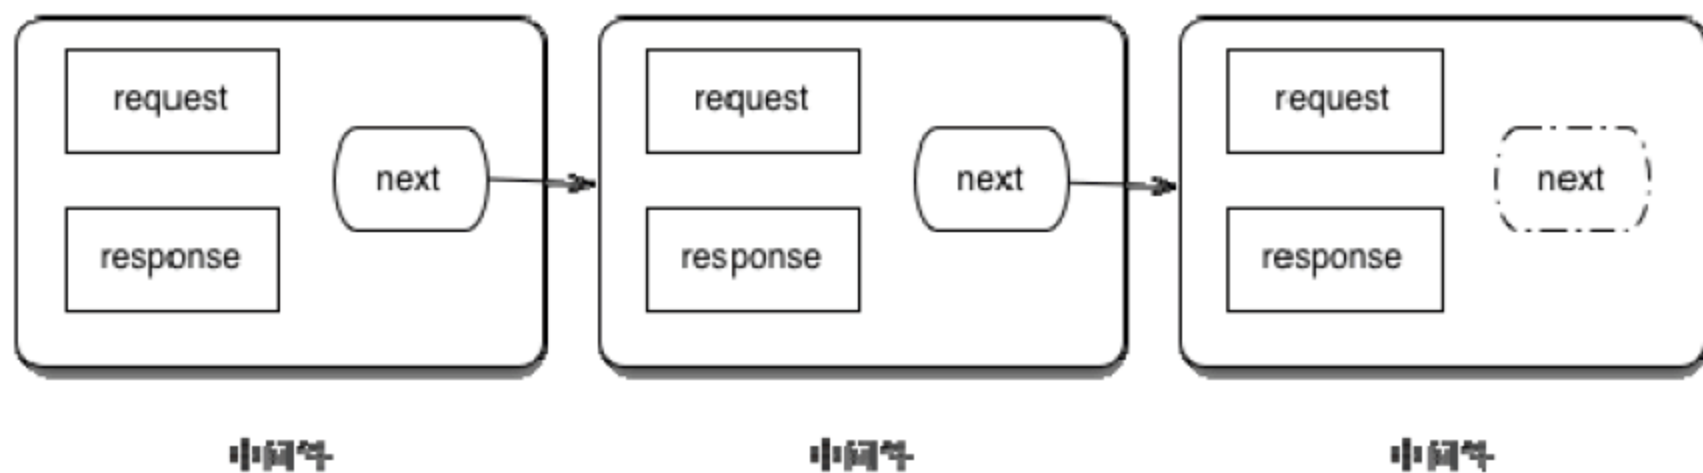 request
next
response
request
next
response
request
next
response
中间件
中间件
中间件